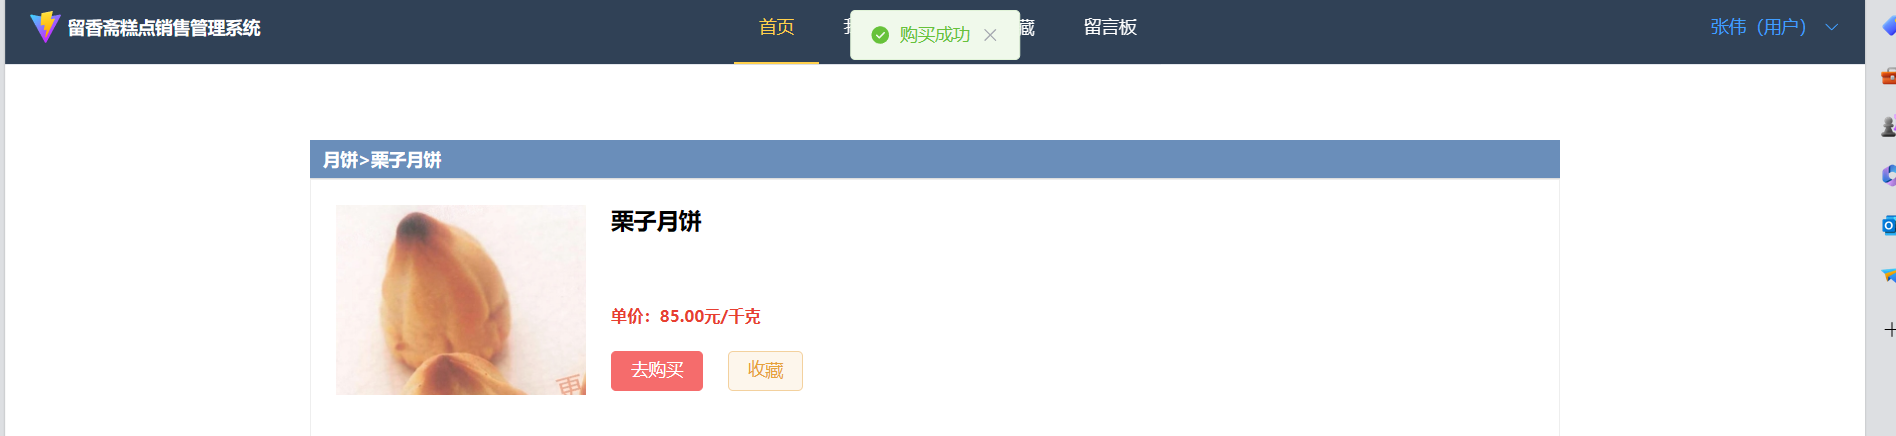 留香斋糕点销售管理系统
首页
购买成功
藏
留言板
张伟（用户）
月饼>栗子月饼
栗子月饼
单价：85.00元/千克
去购买
收藏